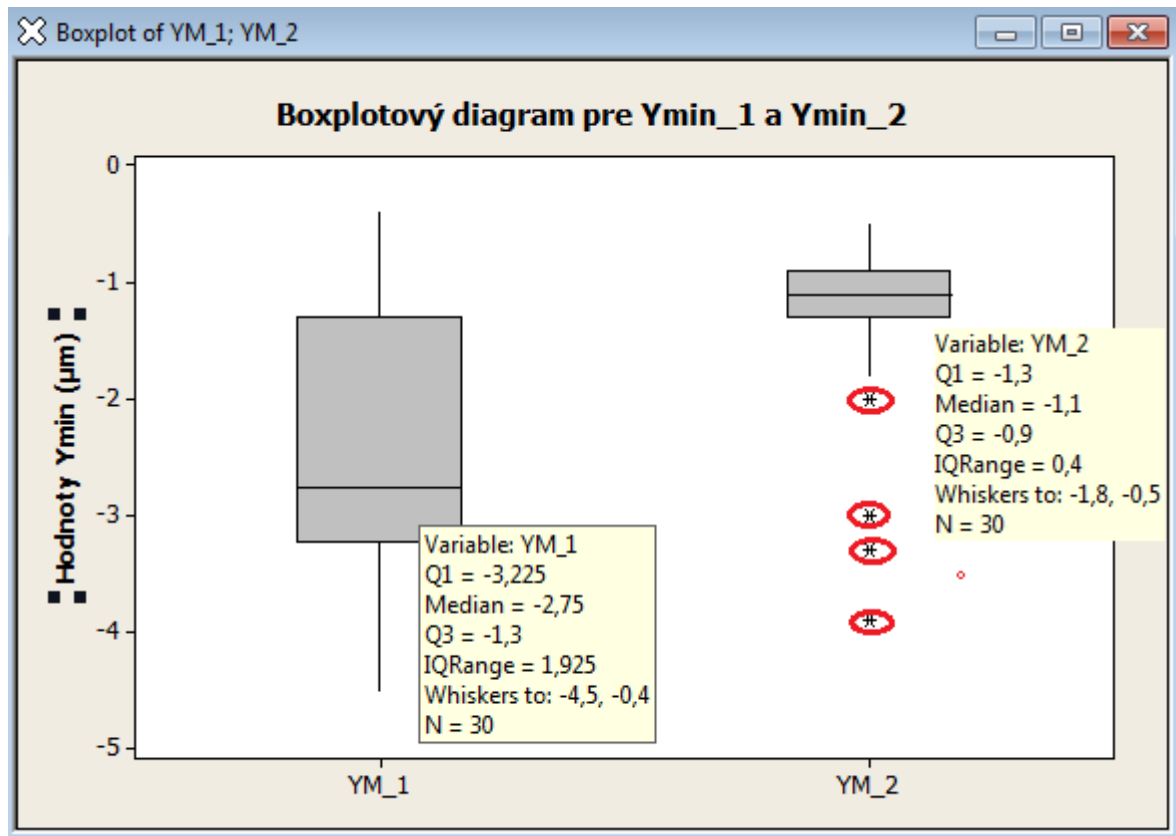 Boxplot of YM_1; YM_2
Boxplotový diagram pre Ymin_1 a Ymin_2
Hodnoty Ymin (µm)
0
-1
-2
-3
-4
-5
Variable: YM_1
Q1 = -3,225
Median = -2,75
Q3 = -1,3
IQRange = 1,925
Whiskers to: -4,5, -0,4
N = 30
Variable: YM_2
Q1 = -1,3
Median = -1,1
Q3 = -0,9
IQRange = 0,4
Whiskers to: -1,8, -0,5
N = 30
YM_1
YM_2